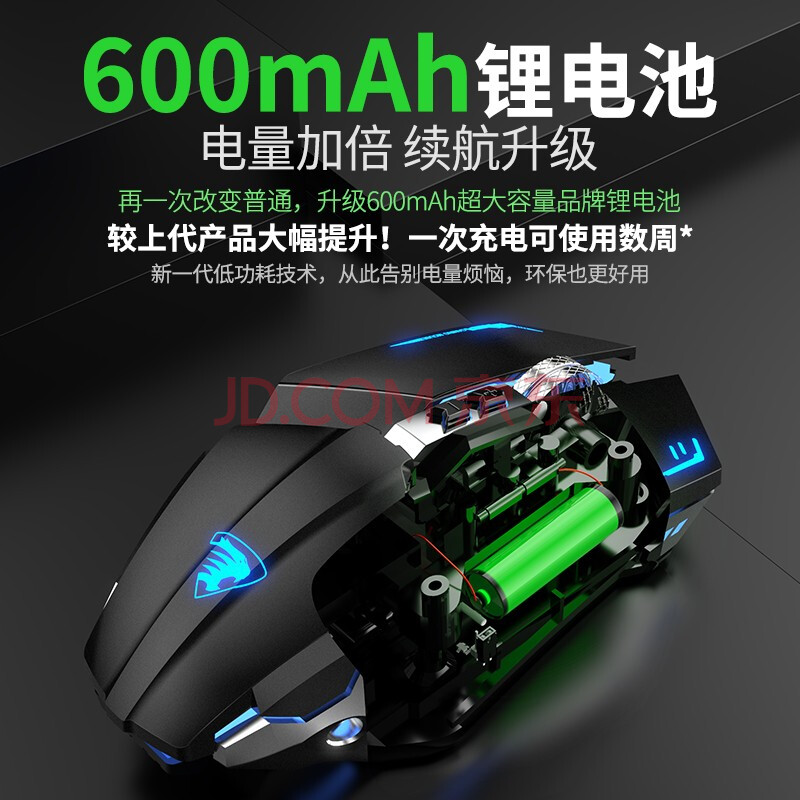 600mAh锂电池
电量加倍 续航升级
再一次改变普通，升级600mAh超大容量品牌锂电池
较上代产品大幅提升！一次充电可使用数周*
新一代低功耗技术，从此告别电量烦恼，环保也更好用
JD.COM 京东